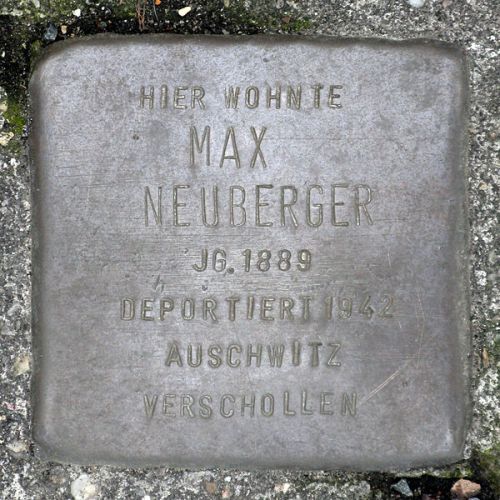 HIER WOHNTE
MAX
NEUBERGER
JG. 1889
DEPORTIERT 1942
AUSCHWITZ
VERSCHOLLEN